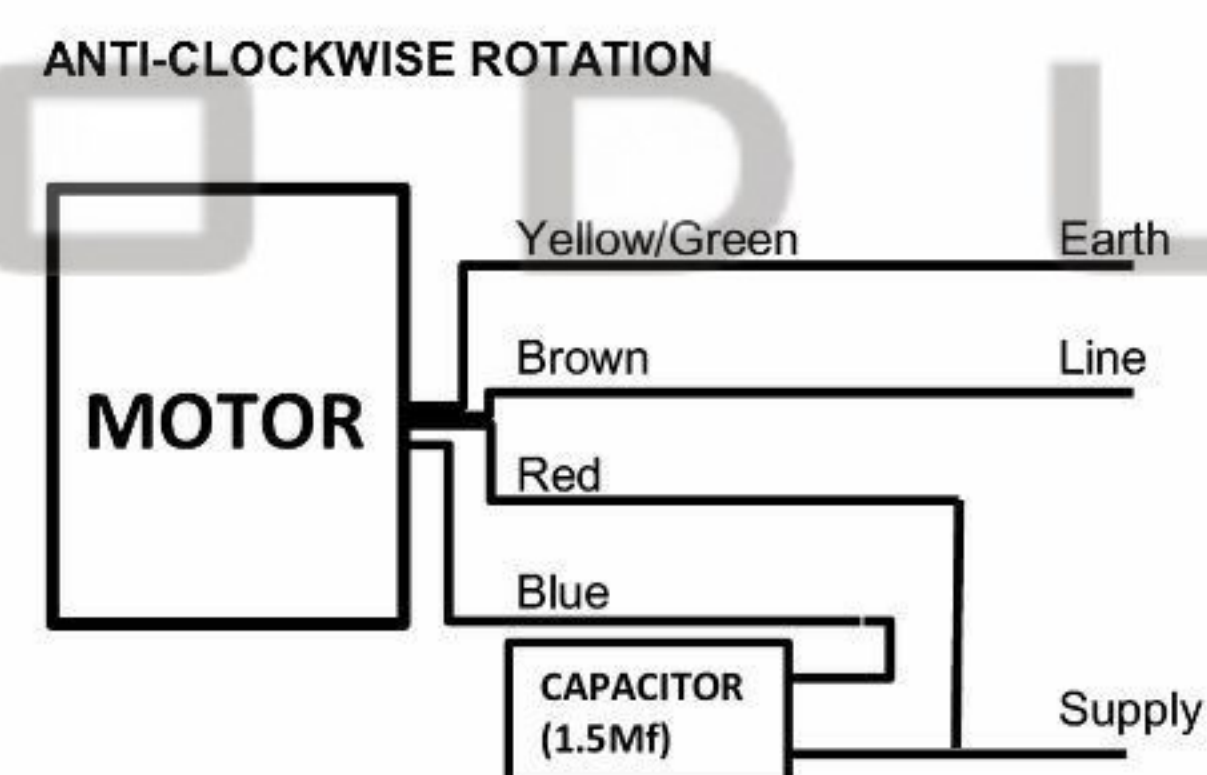 ANTI-CLOCKWISE ROTATION
Yellow/Green
Earth
Brown
Line
MOTOR
Red
Blue
CAPACITOR
(1.5Mf)
Supply